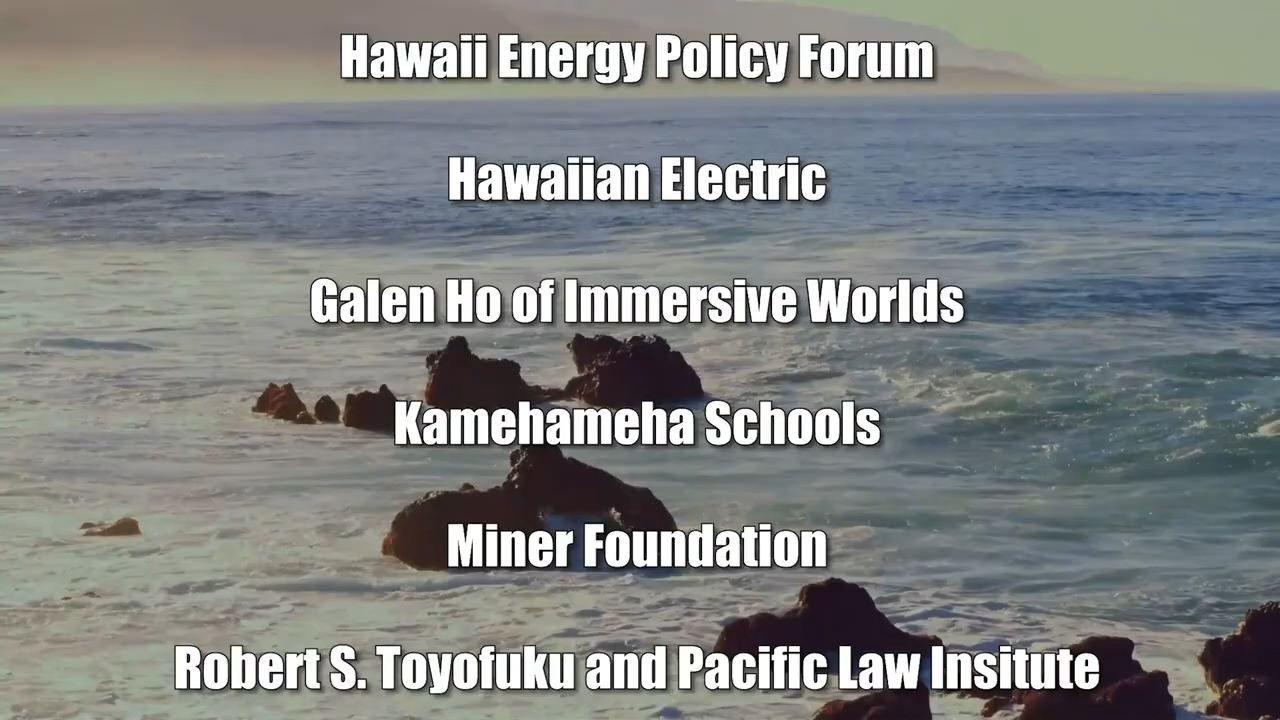 Hawaii Energy Policy Forum
Hawaiian Electric
Galen Ho of Immersive Worlds
Kamehameha Schools
Miner Foundation
Robert S. Toyofuku and Pacific Law Insitute